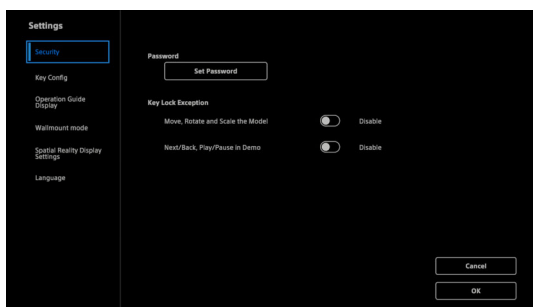 Settings
Security
Key Config
Operation Guide
Display
Wallmount mode
Spatial Reality Display
Settings
Language
Password
Set Password
Key Lock Exception
Move, Rotate and Scale the Model
Disable
Next/Back, Play/Pause in Demo
Disable
Cancel
OK